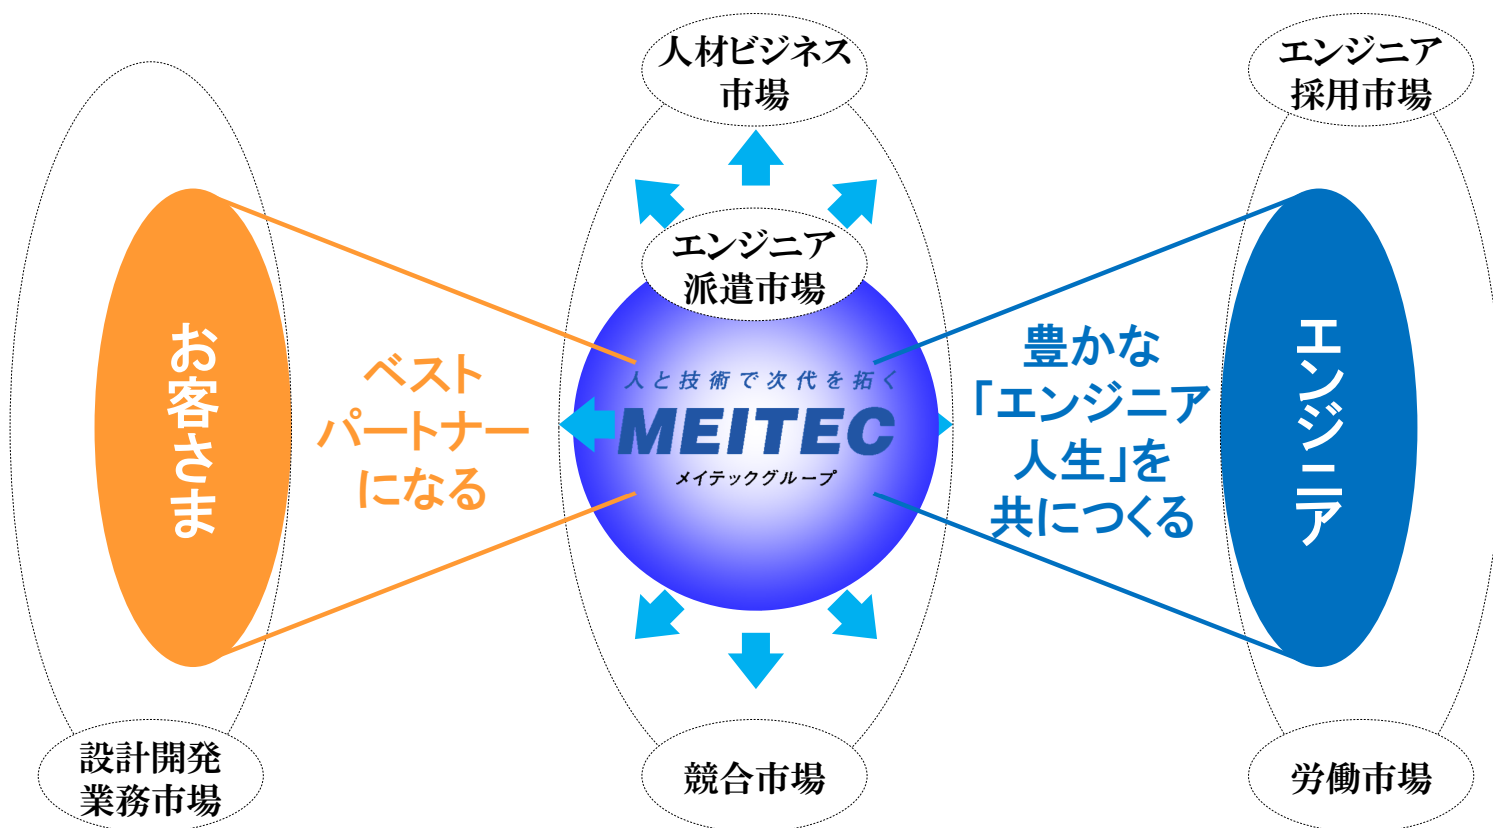 人材ビジネス
市場
エンジニア
採用市場
エンジニア
派遣市場
お客さま
ベスト
パートナー
になる
人と技術で次代を拓く
MEITEC
メイテックグループ
豊かな
「エンジニア
人生」を
共につくる
エンジニア
設計開発
業務市場
競合市場
労働市場